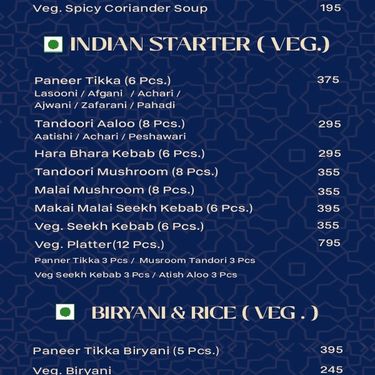 Veg. Spicy Coriander Soup 195
INDIAN STARTER ( VEG.)
Paneer Tikka (6 Pcs.) 375
Lasooni / Afgani / Achari /
Ajwani / Zafarani / Pahadi
Tandoori Aaloo (8 Pcs.) 295
Aatishi / Achari / Peshawari
Hara Bhara Kebab (6 Pcs.) 295
Tandoori Mushroom (8 Pcs.) 355
Malai Mushroom (8 Pcs.) 355
Makai Malai Seekh Kebab (6 Pcs.) 395
Veg. Seekh Kebab (6 Pcs.) 355
Veg. Platter(12 Pcs.) 795
Panner Tikka 3 Pcs / Musroom Tandori 3 Pcs
Veg Seekh Kebab 3 Pcs / Atish Aloo 3 Pcs
BIRYANI & RICE ( VEG . )
Paneer Tikka Biryani (5 Pcs.) 395
Veg. Biryani 245